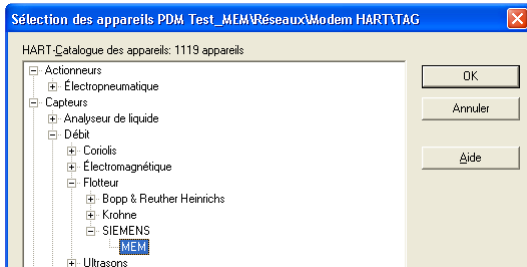 Sélection des appareils PDM Test_MEM\Réseaux\Modem HART\TAG
HART-Catalogue des appareils: 1119 appareils
Actionneurs
Électropneumatique
Capteurs
Analyseur de liquide
Débit
Coriolis
Électromagnétique
Flotteur
Bopp & Reuther Heinrichs
Krohne
SIEMENS
MEM
Ultrasons
OK
Annuler
Aide